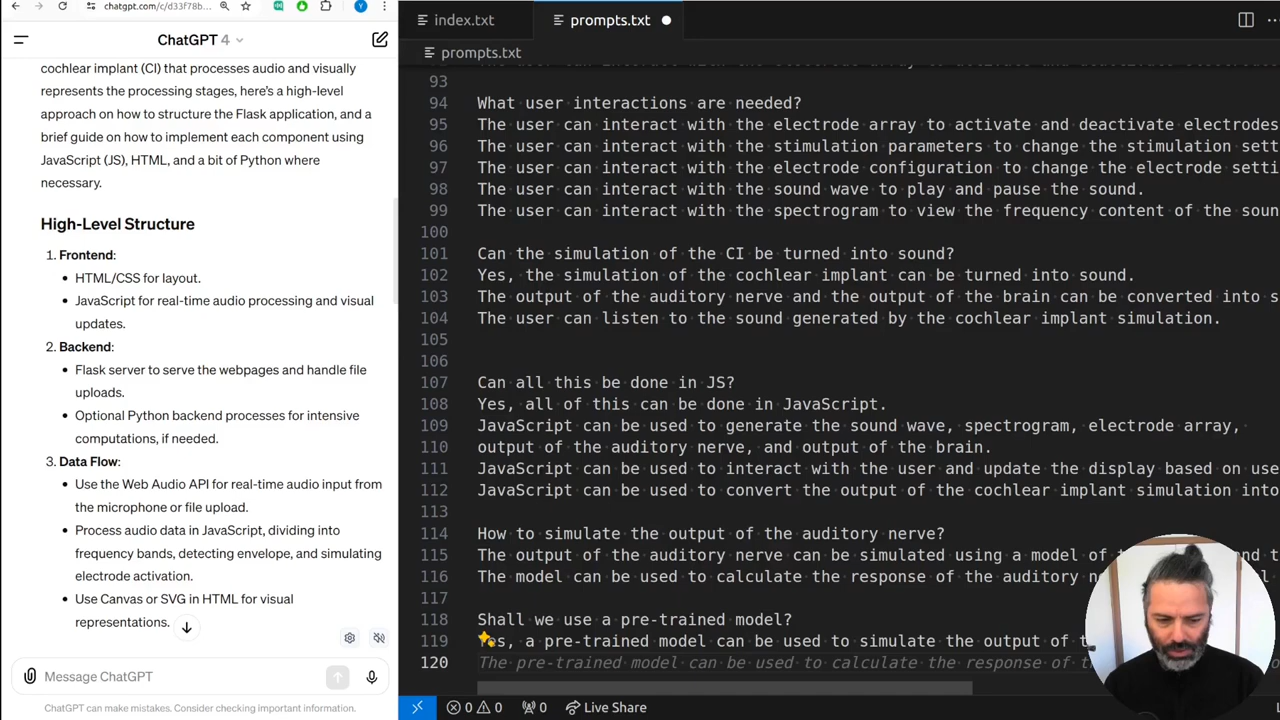 chatgpt.com/c/d33f78b...
Y
ChatGPT 4
cochlear implant (CI) that processes audio and visually
represents the processing stages, here's a high-level
approach on how to structure the Flask application, and a
brief guide on how to implement each component using
JavaScript (JS), HTML, and a bit of Python where
necessary.
High-Level Structure
1. Frontend:
• HTML/CSS for layout.
• JavaScript for real-time audio processing and visual
updates.
2. Backend:
• Flask server to serve the webpages and handle file
uploads.
• Optional Python backend processes for intensive
computations, if needed.
3. Data Flow:
• Use the Web Audio API for real-time audio input from
the microphone or file upload.
• Process audio data in JavaScript, dividing into
frequency bands, detecting envelope, and simulating
electrode activation.
• Use Canvas or SVG in HTML for visual
representations.
Message ChatGPT
ChatGPT can make mistakes. Consider checking important information.
index.txt
prompts.txt
prompts.txt
93
94 What user interactions are needed?
95 The user can interact with the electrode array to activate and deactivate electrodes
96 The user can interact with the stimulation parameters to change the stimulation sett
97 The user can interact with the electrode configuration to change the electrode setti
98 The user can interact with the sound wave to play and pause the sound.
99 The user can interact with the spectrogram to view the frequency content of the soun
100
101 Can the simulation of the CI be turned into sound?
102 Yes, the simulation of the cochlear implant can be turned into sound.
103 The output of the auditory nerve and the output of the brain can be converted into s
104 The user can listen to the sound generated by the cochlear implant simulation.
105
106
107 Can all this be done in JS?
108 Yes, all of this can be done in JavaScript.
109 JavaScript can be used to generate the sound wave, spectrogram, electrode array,
110 output of the auditory nerve, and output of the brain.
111 JavaScript can be used to interact with the user and update the display based on use
112 JavaScript can be used to convert the output of the cochlear implant simulation into
113
114 How to simulate the output of the auditory nerve?
115 The output of the auditory nerve can be simulated using a model of
116 The model can be used to calculate the response of the auditory
117
118 Shall we use a pre-trained model?
119 Yes, a pre-trained model can be used to simulate the output of
120 The pre-trained model can be used to calculate the response of
0 0 0 Live Share